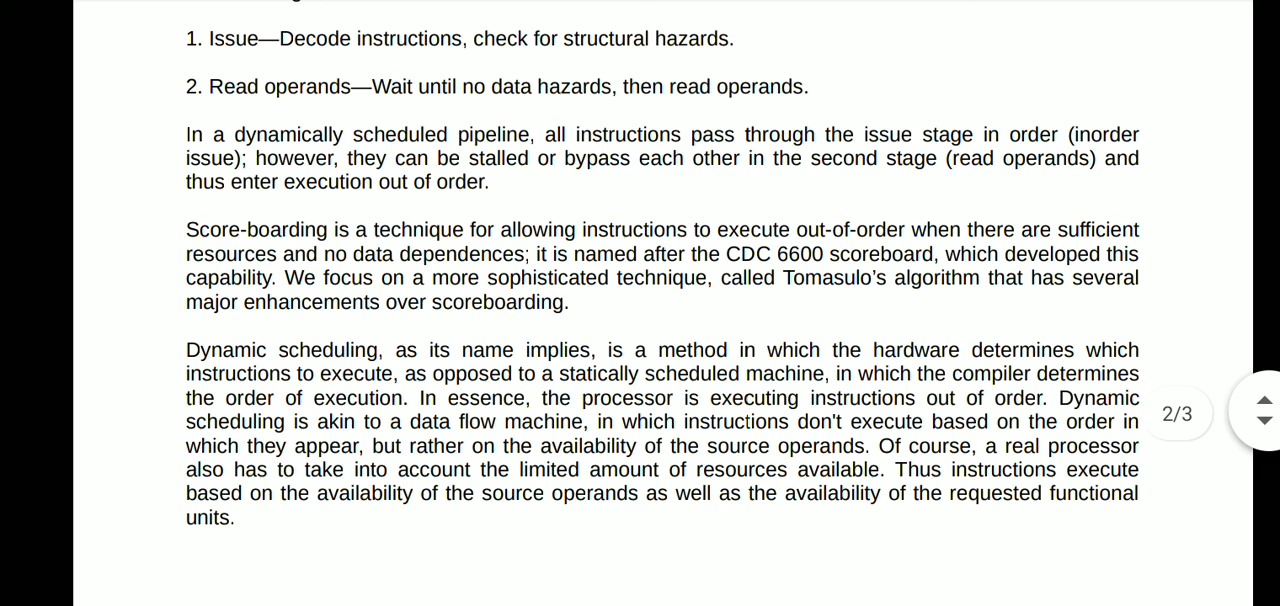 1. Issue—Decode instructions, check for structural hazards.
2. Read operands—Wait until no data hazards, then read operands.
In a dynamically scheduled pipeline, all instructions pass through the issue stage in order (inorder
issue); however, they can be stalled or bypass each other in the second stage (read operands) and
thus enter execution out of order.
Score-boarding is a technique for allowing instructions to execute out-of-order when there are sufficient
resources and no data dependences; it is named after the CDC 6600 scoreboard, which developed this
capability. We focus on a more sophisticated technique, called Tomasulo’s algorithm that has several
major enhancements over scoreboarding.
Dynamic scheduling, as its name implies, is a method in which the hardware determines which
instructions to execute, as opposed to a statically scheduled machine, in which the compiler determines
the order of execution. In essence, the processor is executing instructions out of order. Dynamic
scheduling is akin to a data flow machine, in which instructions don't execute based on the order in
which they appear, but rather on the availability of the source operands. Of course, a real processor
also has to take into account the limited amount of resources available. Thus instructions execute
based on the availability of the source operands as well as the availability of the requested functional
units.
2/3